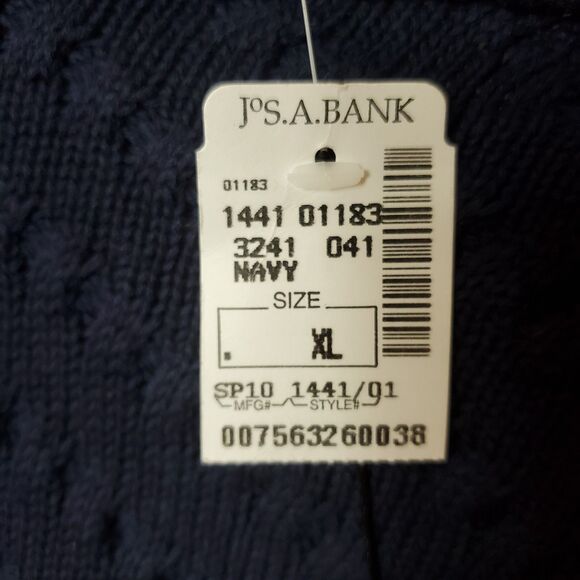 JoS.A.BANK
01183
1441 01183
3241 041
NAVY
SIZE
. XL
SP10 1441/01
MFG# STYLE#
007563260038